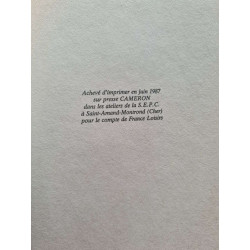 Achevé d'imprimer en juin 1987
sur presse CAMERON
dans les ateliers de la S.E.P.C.
à Saint-Amand-Montrond (Cher)
pour le compte de France Loisirs